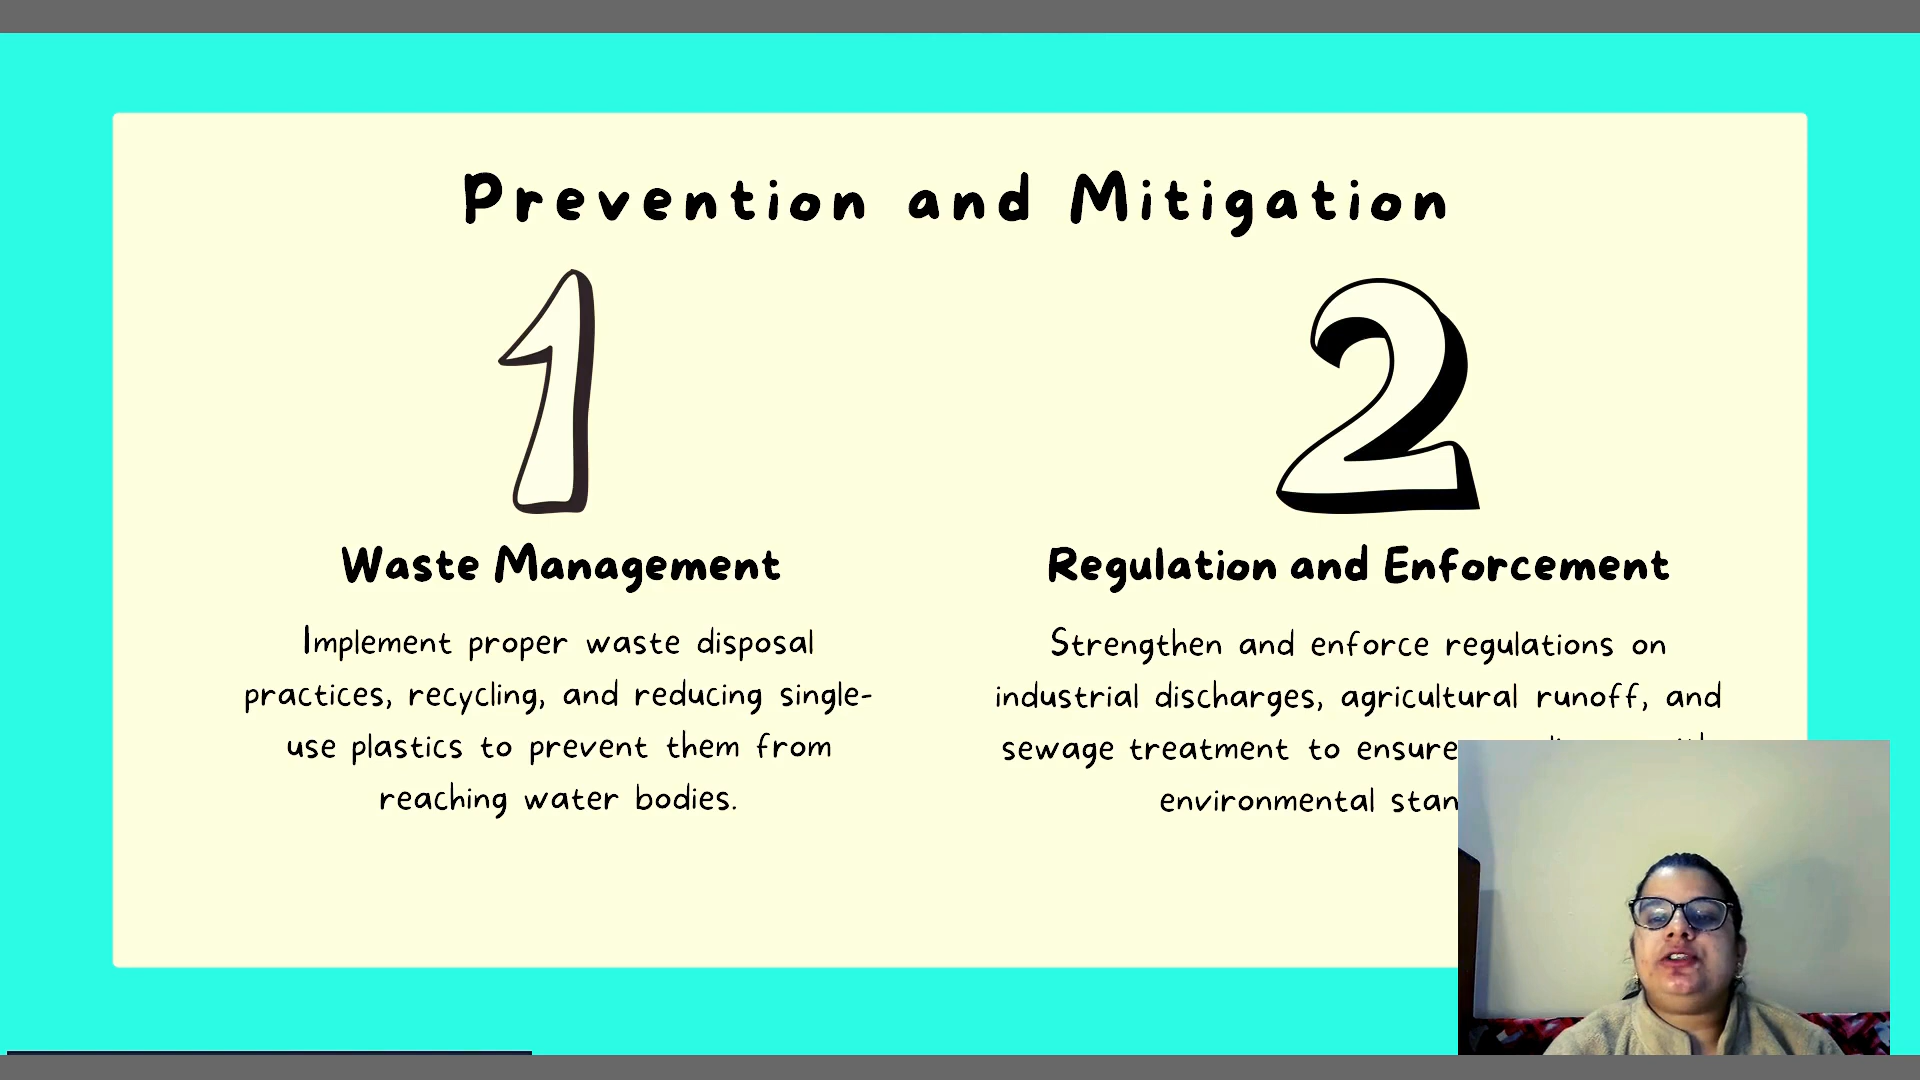 Prevention and Mitigation
1
Waste Management
Implement proper waste disposal
practices, recycling, and reducing single-
use plastics to prevent them from
reaching water bodies.
2
Regulation and Enforcement
Strengthen and enforce regulations on
industrial discharges, agricultural runoff, and
sewage treatment to ensure
environmental